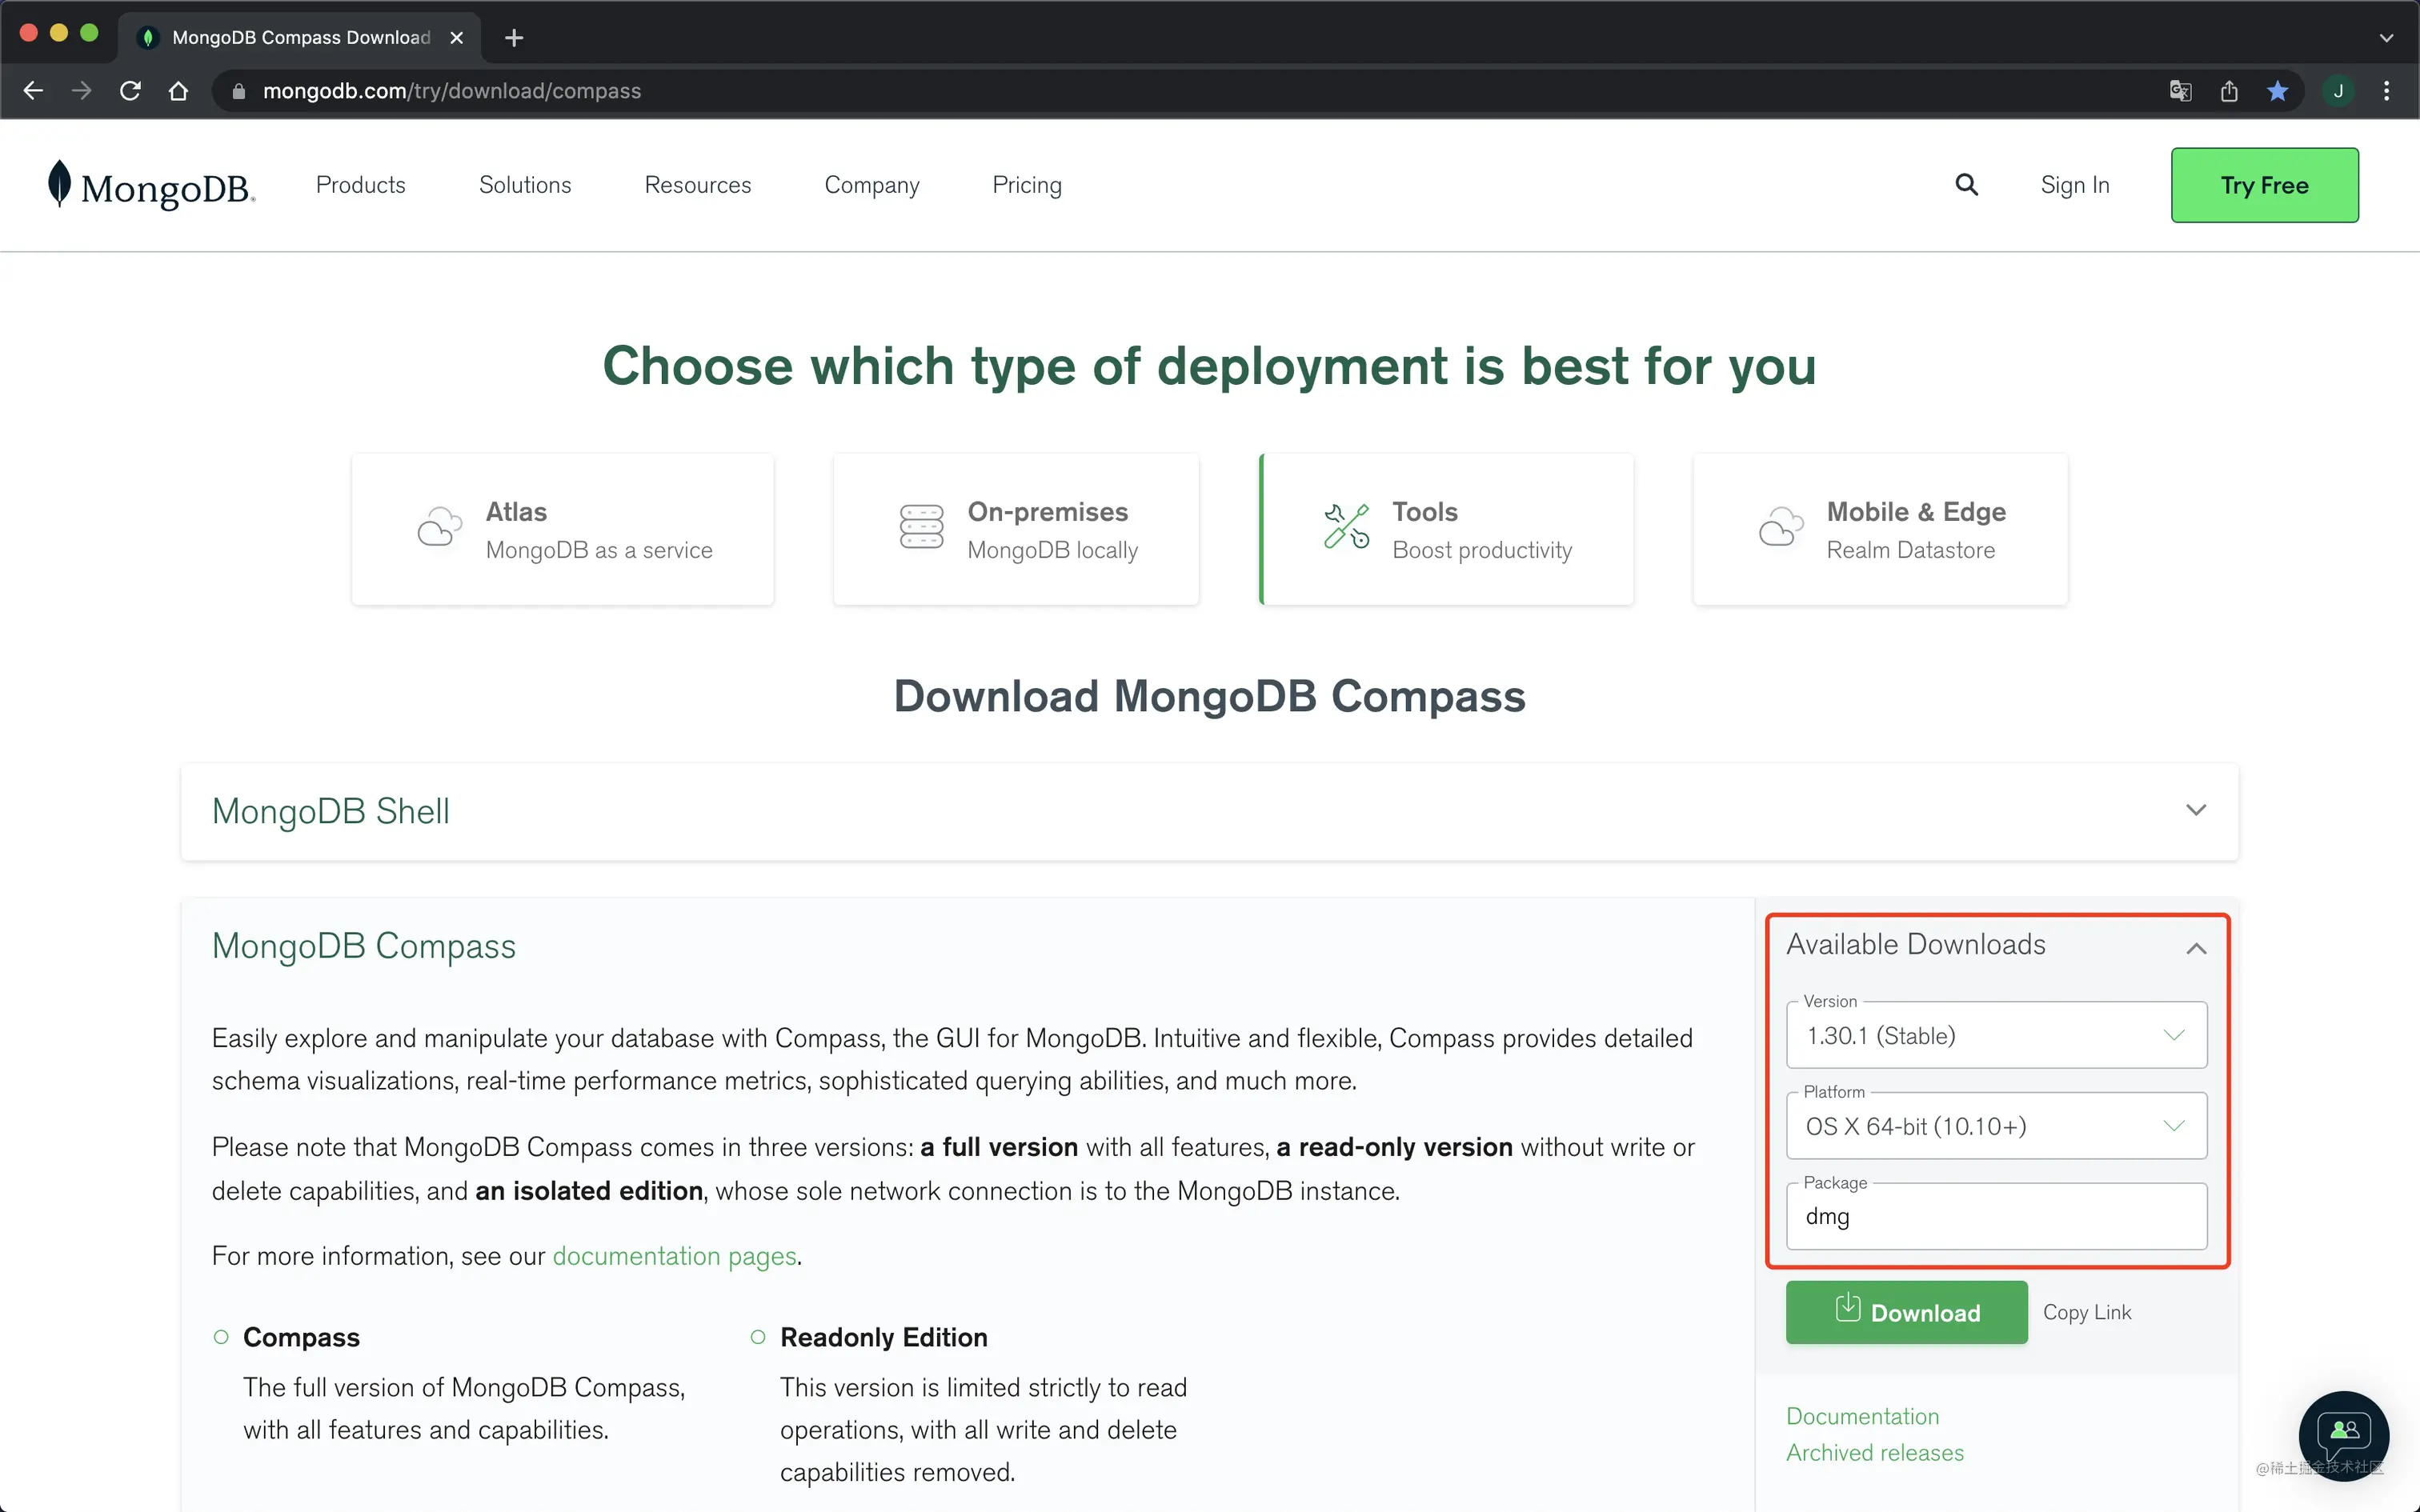 MongoDB Compass Download
mongodb.com/try/download/compass
J
MongoDB.
Products
Solutions
Resources
Company
Pricing
Sign In
Try Free
Choose which type of deployment is best for you
Atlas
MongoDB as a service
On-premises
MongoDB locally
Tools
Boost productivity
Mobile & Edge
Realm Datastore
Download MongoDB Compass
MongoDB Shell
MongoDB Compass
Easily explore and manipulate your database with Compass, the GUI for MongoDB. Intuitive and flexible, Compass provides detailed
schema visualizations, real-time performance metrics, sophisticated querying abilities, and much more.
Please note that MongoDB Compass comes in three versions: a full version with all features, a read-only version without write or
delete capabilities, and an isolated edition, whose sole network connection is to the MongoDB instance.
For more information, see our documentation pages.
Compass
The full version of MongoDB Compass,
with all features and capabilities.
Readonly Edition
This version is limited strictly to read
operations, with all write and delete
capabilities removed.
Available Downloads
Version
1.30.1 (Stable)
Platform
OS X 64-bit (10.10+)
Package
dmg
Download
Copy Link
Documentation
Archived releases
@稀土掘金技术社区